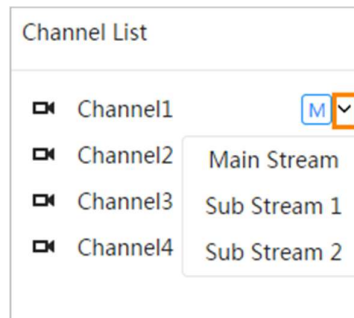 Channel List
Channel1 M
Channel2 Main Stream
Channel3 Sub Stream 1
Channel4 Sub Stream 2